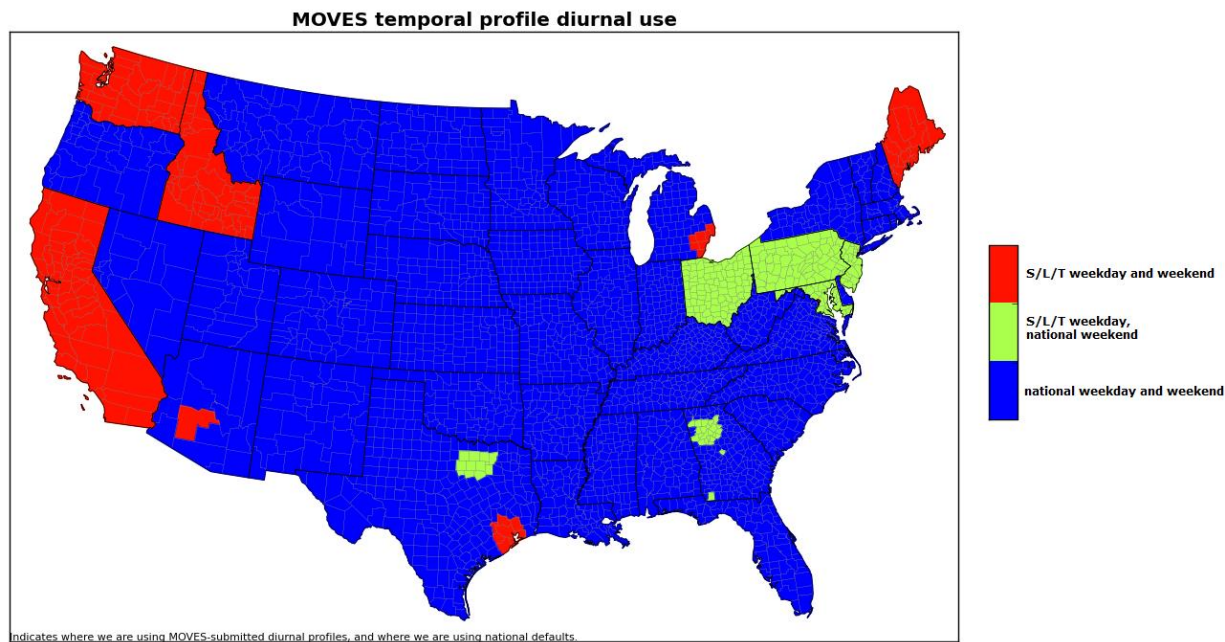 MOVES temporal profile diurnal use
S/L/T weekday and weekend
S/L/T weekday,
national weekend
national weekday and weekend
Indicates where we are using MOVES-submitted diurnal profiles, and where we are using national defaults.